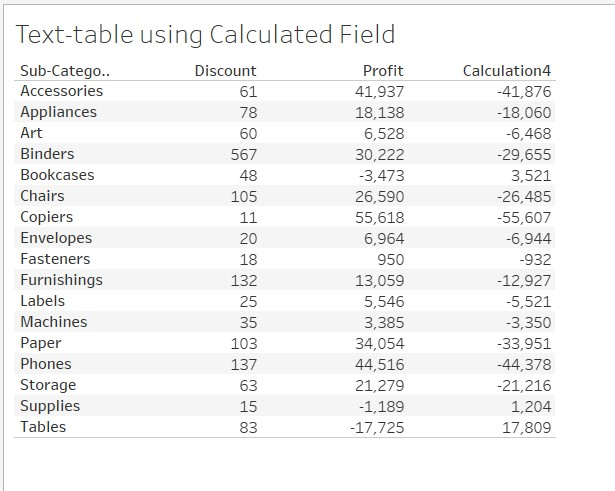 Text-table using Calculated Field
Sub-Catego.. Discount Profit Calculation4
Accessories 61 41,937 -41,876
Appliances 78 18,138 -18,060
Art 60 6,528 -6,468
Binders 567 30,222 -29,655
Bookcases 48 -3,473 3,521
Chairs 105 26,590 -26,485
Copiers 11 55,618 -55,607
Envelopes 20 6,964 -6,944
Fasteners 18 950 -932
Furnishings 132 13,059 -12,927
Labels 25 5,546 -5,521
Machines 35 3,385 -3,350
Paper 103 34,054 -33,951
Phones 137 44,516 -44,378
Storage 63 21,279 -21,216
Supplies 15 -1,189 1,204
Tables 83 -17,725 17,809